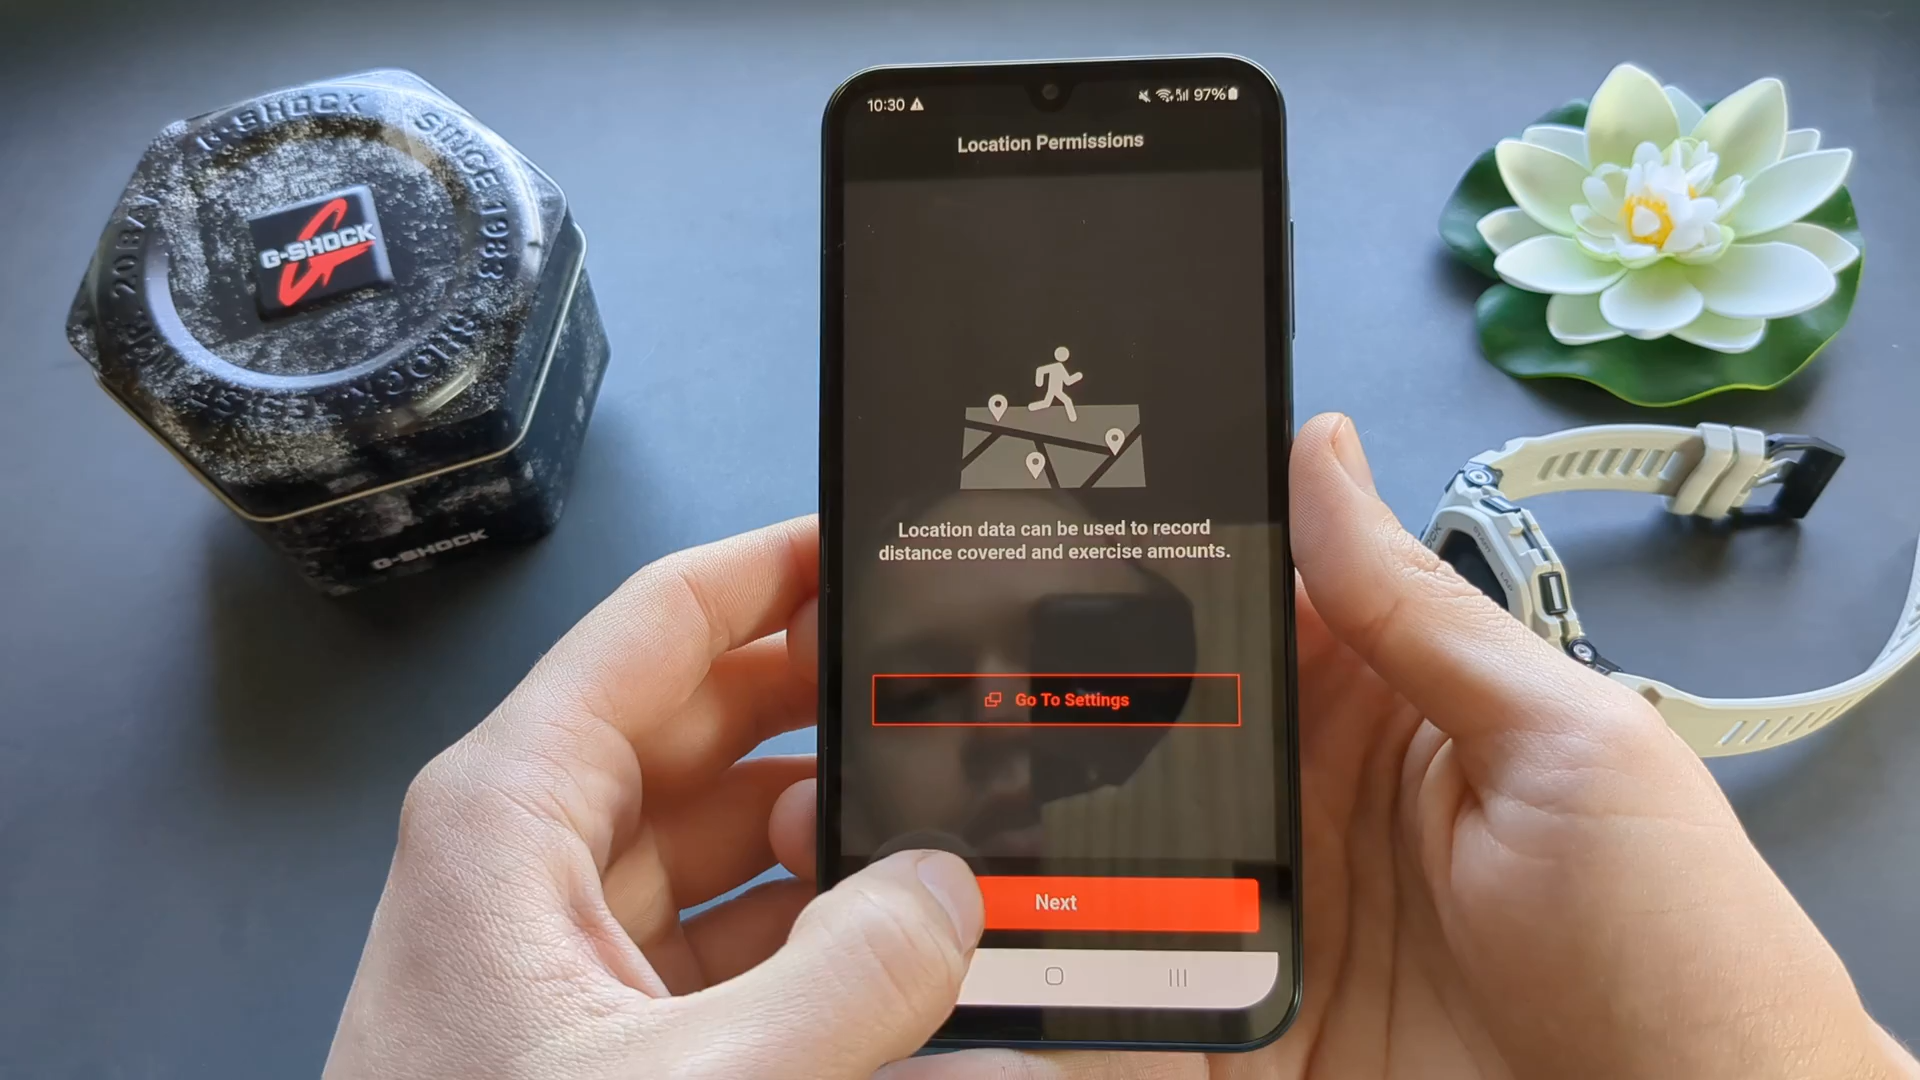 G-SHOCK
SINCE 1983
G-SHOCK
G-SHOCK
10:30
97%
Location Permissions
Location data can be used to record
distance covered and exercise amounts.
Go To Settings
Next